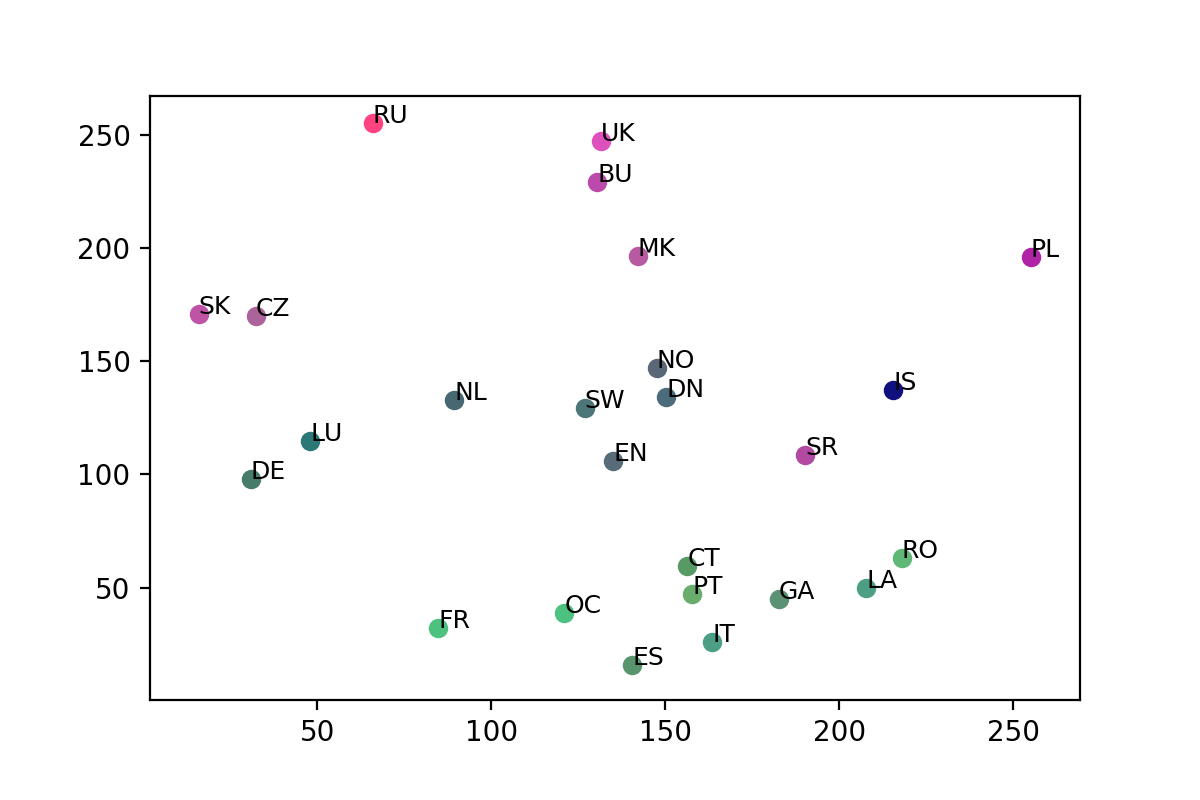 RU
UK
250
BU
MK
PL
200
SK
CZ
NO
150
IS
DN
NL
SW
LU
EN
SR
DE
100
RO
CT
LA
PT
GA
50
OC
FR
IT
ES
50 100 150 200 250